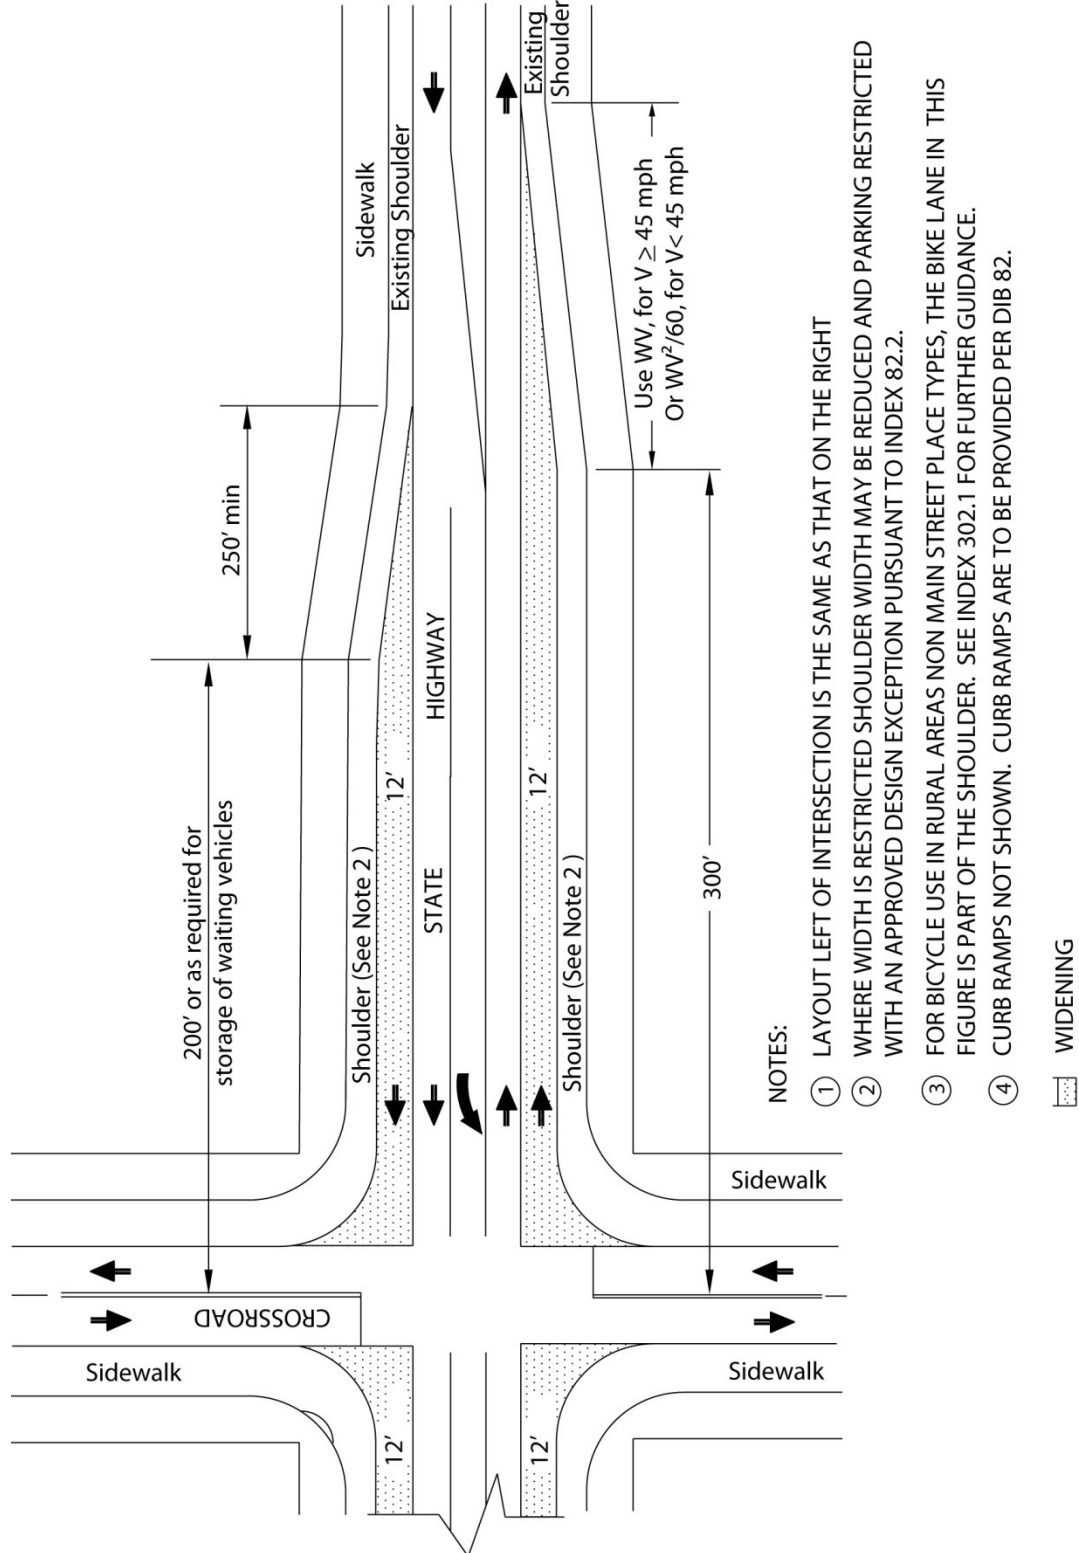 Sidewalk
Existing Shoulder
Existing
Shoulder
250' min
200' or as required for
storage of waiting vehicles
Shoulder (See Note 2 )
12'
STATE
HIGHWAY
12'
Shoulder (See Note 2 )
Use WV, for V ≥ 45 mph
Or WV²/60, for V< 45 mph
300'
CROSSROAD
Sidewalk
12'
12'
Sidewalk
Sidewalk
NOTES:
1 LAYOUT LEFT OF INTERSECTION IS THE SAME AS THAT ON THE RIGHT
2 WHERE WIDTH IS RESTRICTED SHOULDER WIDTH MAY BE REDUCED AND PARKING RESTRICTED
WITH AN APPROVED DESIGN EXCEPTION PURSUANT TO INDEX 82.2.
3 FOR BICYCLE USE IN RURAL AREAS NON MAIN STREET PLACE TYPES, THE BIKE LANE IN THIS
FIGURE IS PART OF THE SHOULDER. SEE INDEX 302.1 FOR FURTHER GUIDANCE.
4 CURB RAMPS NOT SHOWN. CURB RAMPS ARE TO BE PROVIDED PER DIB 82.
WIDENING